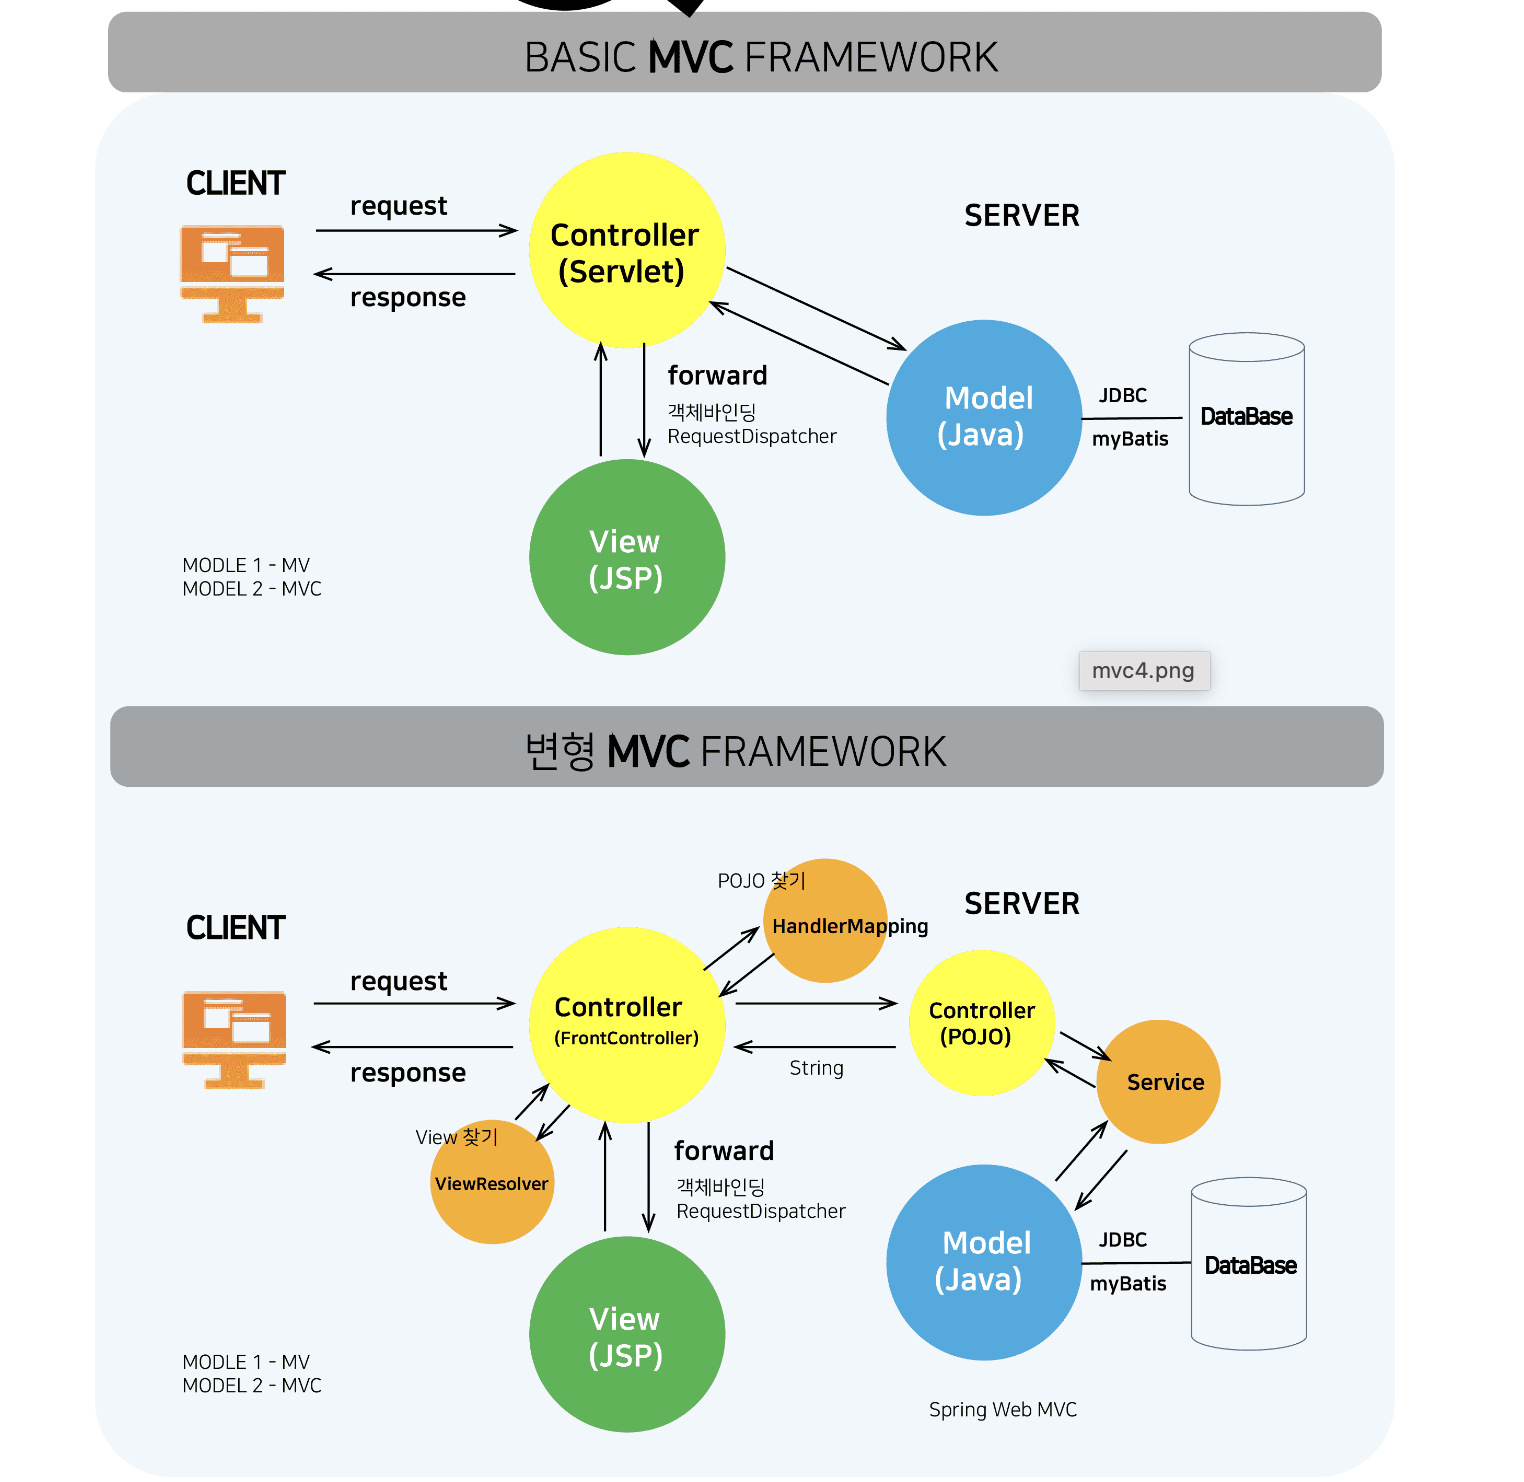 BASIC MVC FRAMEWORK
CLIENT
request
response
Controller
(Servlet)
SERVER
forward
객체바인딩
RequestDispatcher
Model
(Java)
JDBC
myBatis
DataBase
View
(JSP)
MODLE 1 - MV
MODEL 2 - MVC
mvc4.png
변형 MVC FRAMEWORK
CLIENT
request
response
POJO 찾기
HandlerMapping
SERVER
Controller
(FrontController)
Controller
(POJO)
String
Service
View 찾기
ViewResolver
forward
객체바인딩
RequestDispatcher
Model
(Java)
JDBC
myBatis
DataBase
View
(JSP)
MODLE 1 - MV
MODEL 2 - MVC
Spring Web MVC